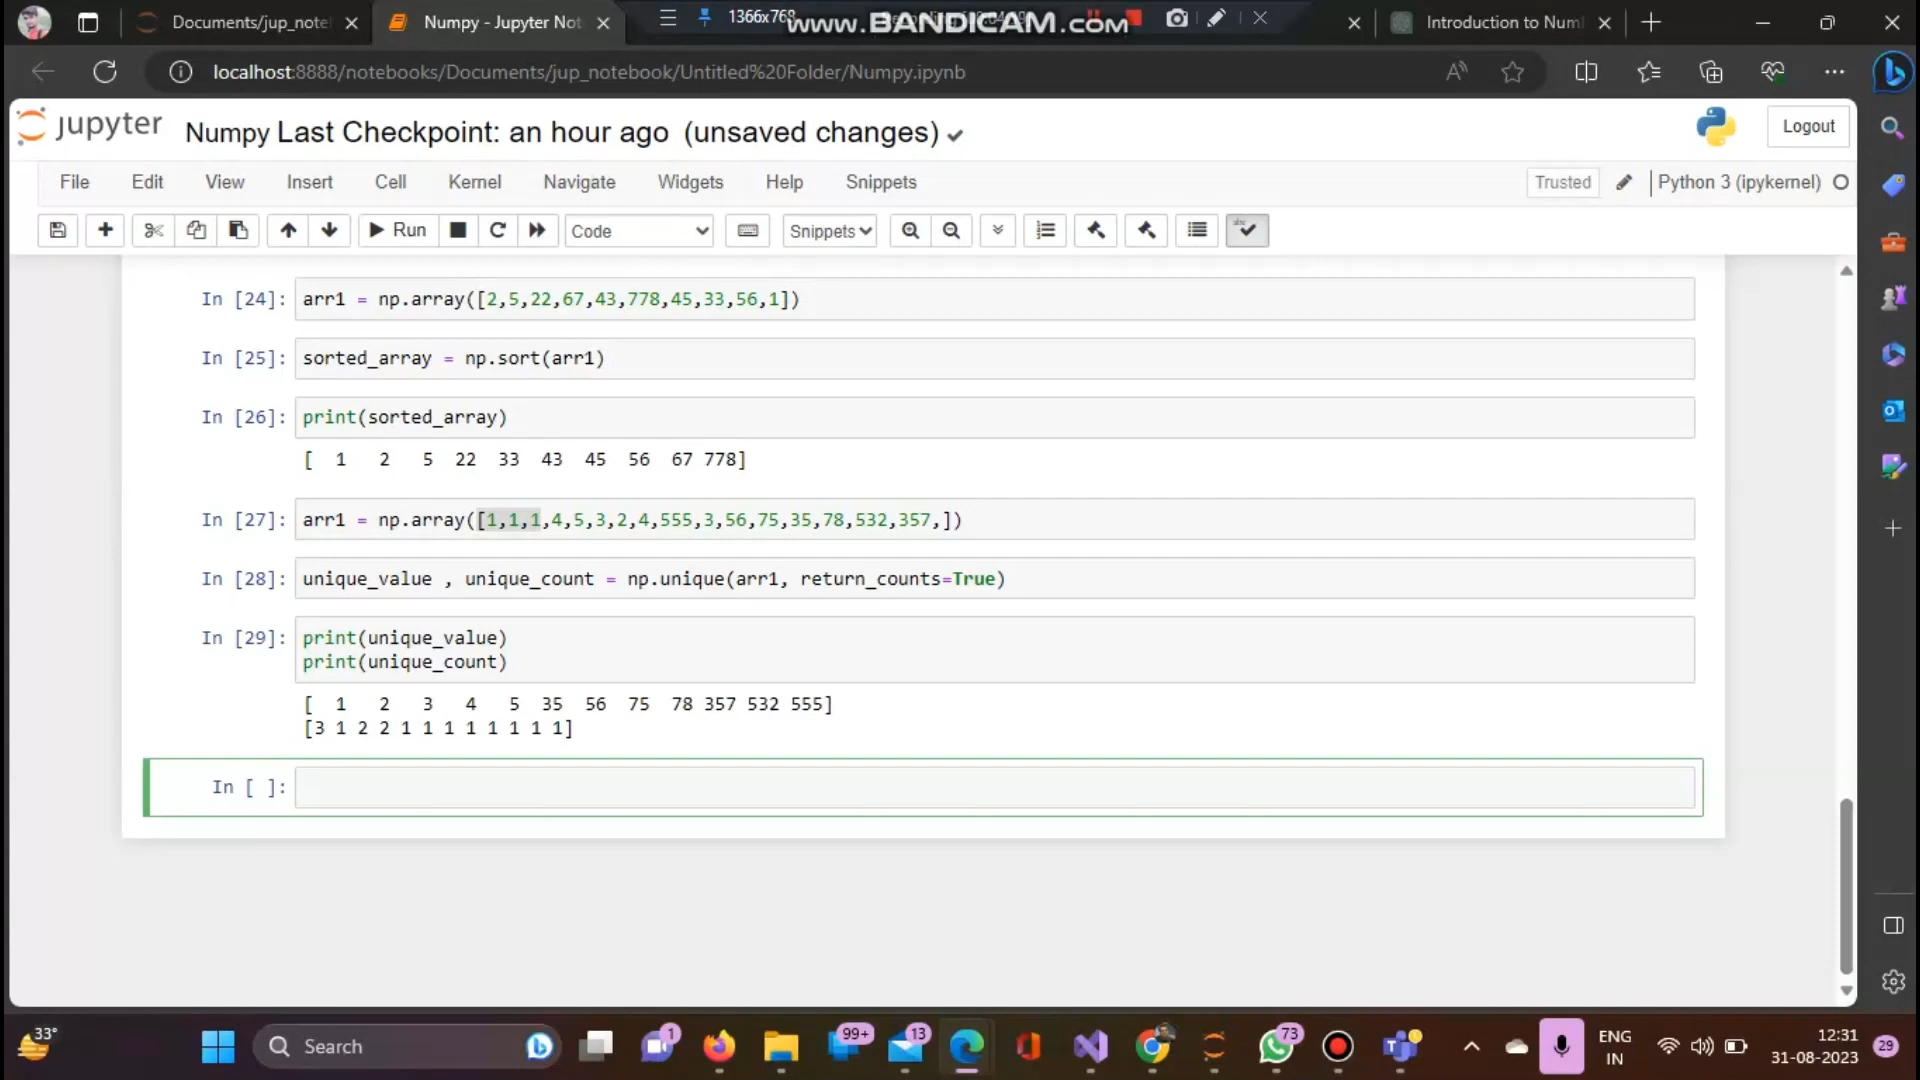 Documents/jup_note
Numpy - Jupyter Not
1366x768
www.BANDICAM.com
Introduction to Num
localhost:8888/notebooks/Documents/jup_notebook/Untitled%20Folder/Numpy.ipynb
jupyter
Numpy Last Checkpoint: an hour ago (unsaved changes)
Logout
File Edit View Insert Cell Kernel Navigate Widgets Help Snippets
Trusted
Python 3 (ipykernel)
Run
Code
Snippets
In [24]: arr1 = np.array([2,5,22,67,43,778,45,33,56,1])
In [25]: sorted_array = np.sort(arr1)
In [26]: print(sorted_array)
[ 1 2 5 22 33 43 45 56 67 778]
In [27]: arr1 = np.array([1,1,1,4,5,3,2,4,555,3,56,75,35,78,532,357,])
In [28]: unique_value , unique_count = np.unique(arr1, return_counts=True)
In [29]: print(unique_value)
print(unique_count)
[ 1 2 3 4 5 35 56 75 78 357 532 555]
[3 1 2 2 1 1 1 1 1 1 1 1]
In [ ]:
33°
Search
1
99+
13
73
ENG
IN
12:31
31-08-2023
29